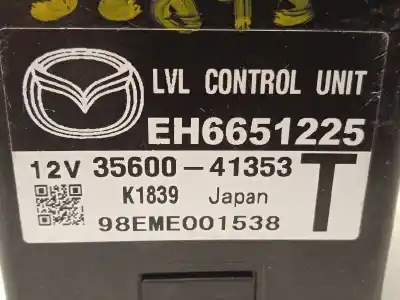 LVL CONTROL UNIT
EH6651225
12V 35600-41353 T
K1839 Japan
98EME001538